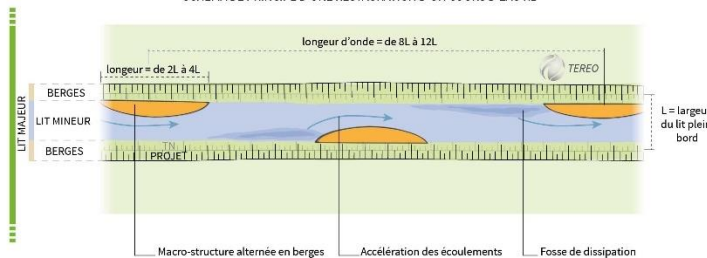 longeur d'onde = de 8L à 12L
longueur = de 2L à 4L
TEREO
LIT MAJEUR
BERGES
LIT MINEUR
BERGES
TN
PROJET
L = largeur
du lit plein
bord
Macro-structure alternée en berges
Accélération des écoulements
Fosse de dissipation